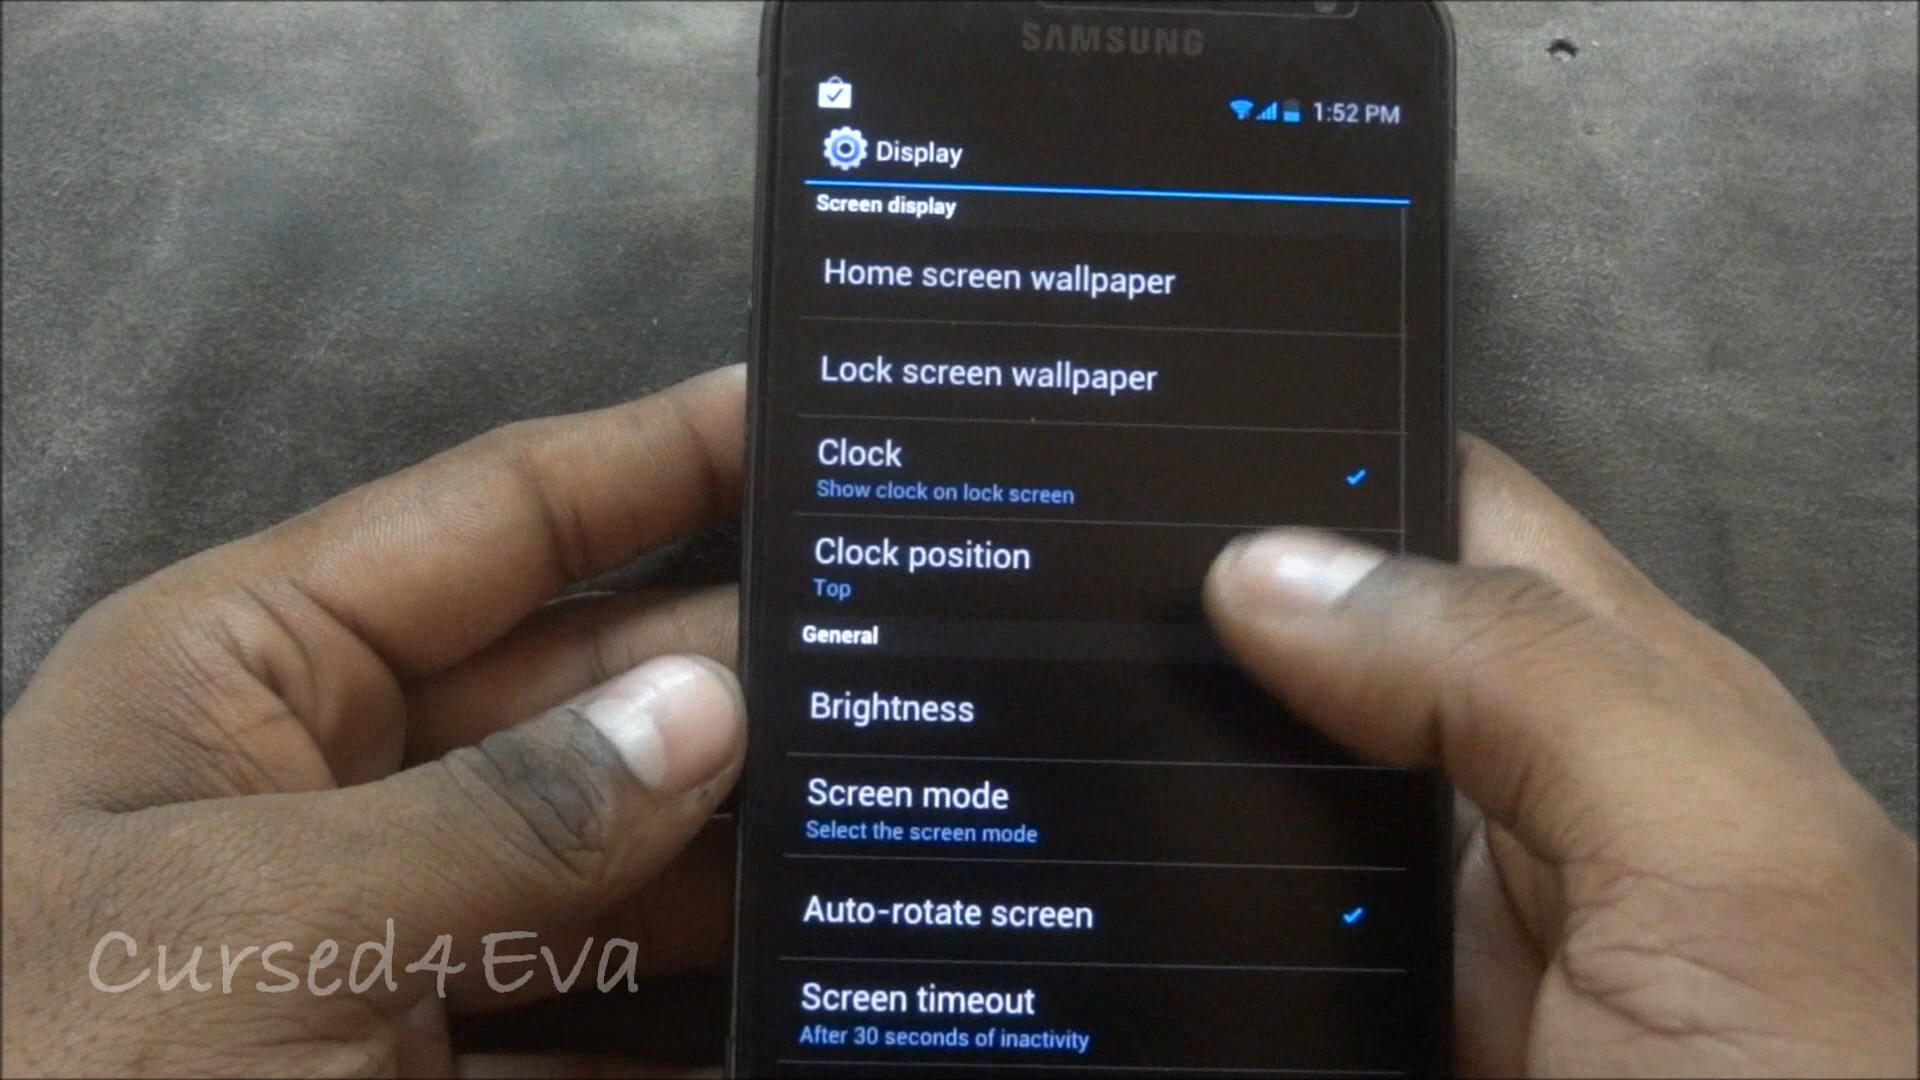 SAMSUNG
1:52 PM
Display
Screen display
Home screen wallpaper
Lock screen wallpaper
Clock
Show clock on lock screen
Clock position
Top
General
Brightness
Screen mode
Select the screen mode
Auto-rotate screen
Screen timeout
After 30 seconds of inactivity
Cursed4Eva